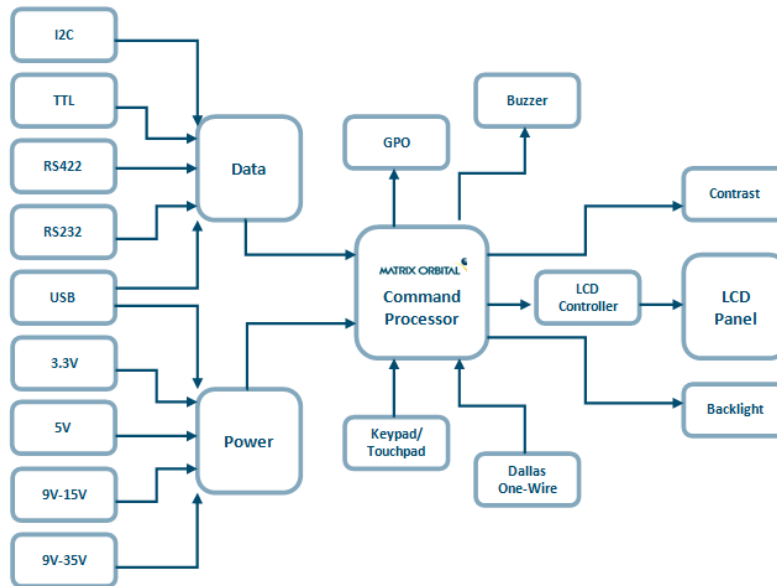 I2C
TTL
RS422
RS232
USB
3.3V
5V
9V-15V
9V-35V
Data
Power
GPO
Buzzer
MATRIX ORBITAL
Command
Processor
Keypad/
Touchpad
Dallas
One-Wire
Contrast
LCD
Controller
LCD
Panel
Backlight